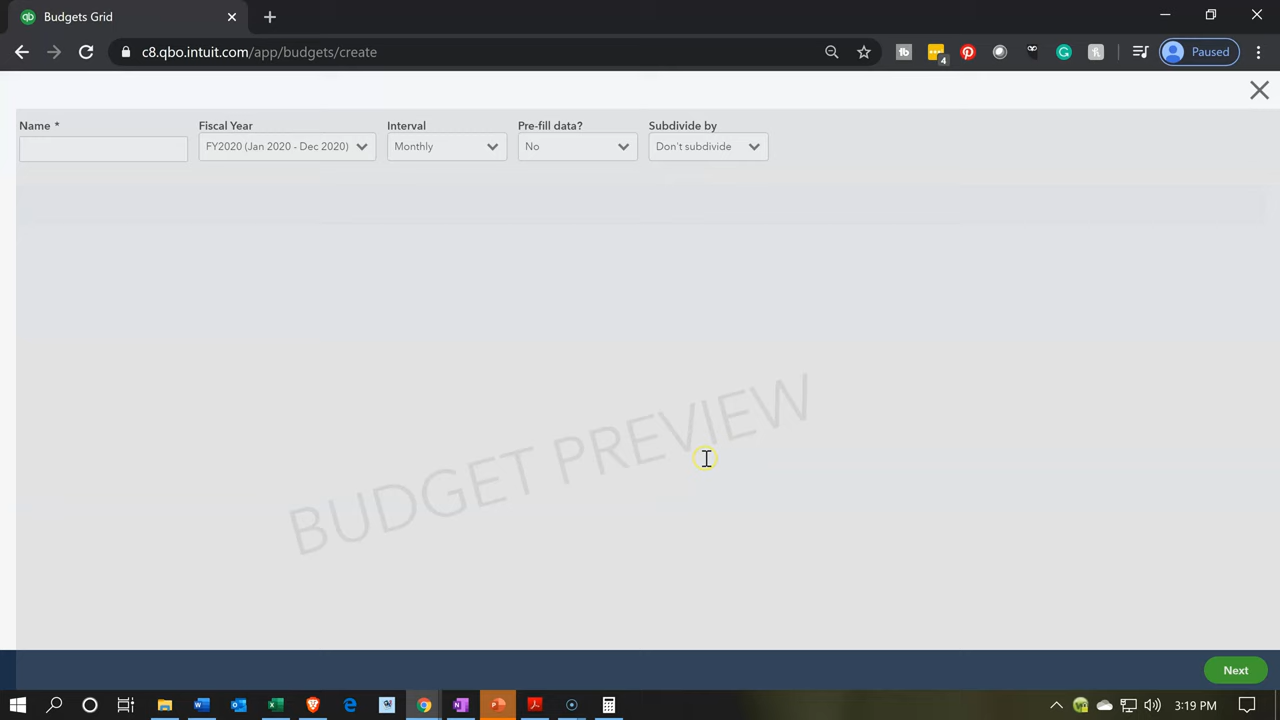 Budgets Grid
c8.qbo.intuit.com/app/budgets/create
4
Paused
Name *
Fiscal Year
Interval
Pre-fill data?
Subdivide by
FY2020 (Jan 2020 - Dec 2020)
Monthly
No
Don't subdivide
BUDGET PREVIEW
Next
3:19 PM